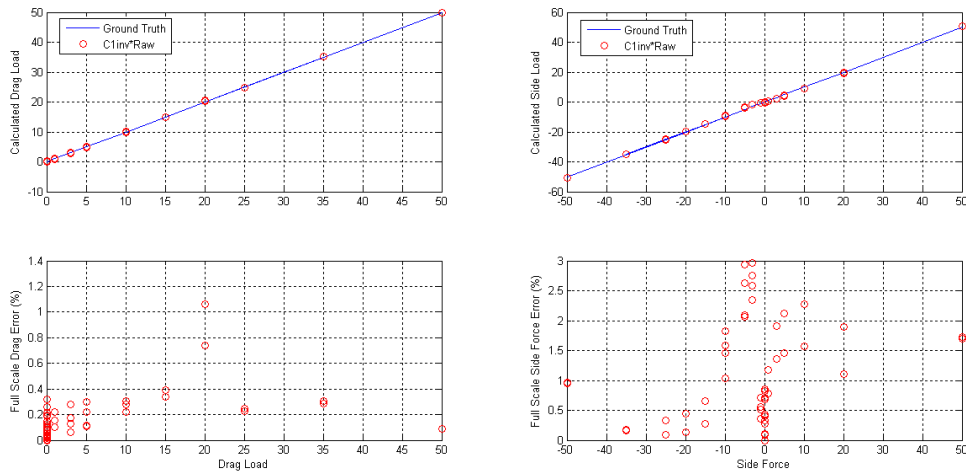 60
50
40
30
20
10
0
-10
Calculated Drag Load
Ground Truth
C1inv*Raw
0 5 10 15 20 25 30 35 40 45 50
60
40
20
0
-20
-40
-60
Calculated Side Load
Ground Truth
C1inv*Raw
-50 -40 -30 -20 -10 0 10 20 30 40 50
1.4
1.2
1
0.8
0.6
0.4
0.2
0
Full Scale Drag Error (%)
0 5 10 15 20 25 30 35 40 45 50
Drag Load
3
2.5
2
1.5
1
0.5
0
Full Scale Side Force Error (%)
-50 -40 -30 -20 -10 0 10 20 30 40 50
Side Force